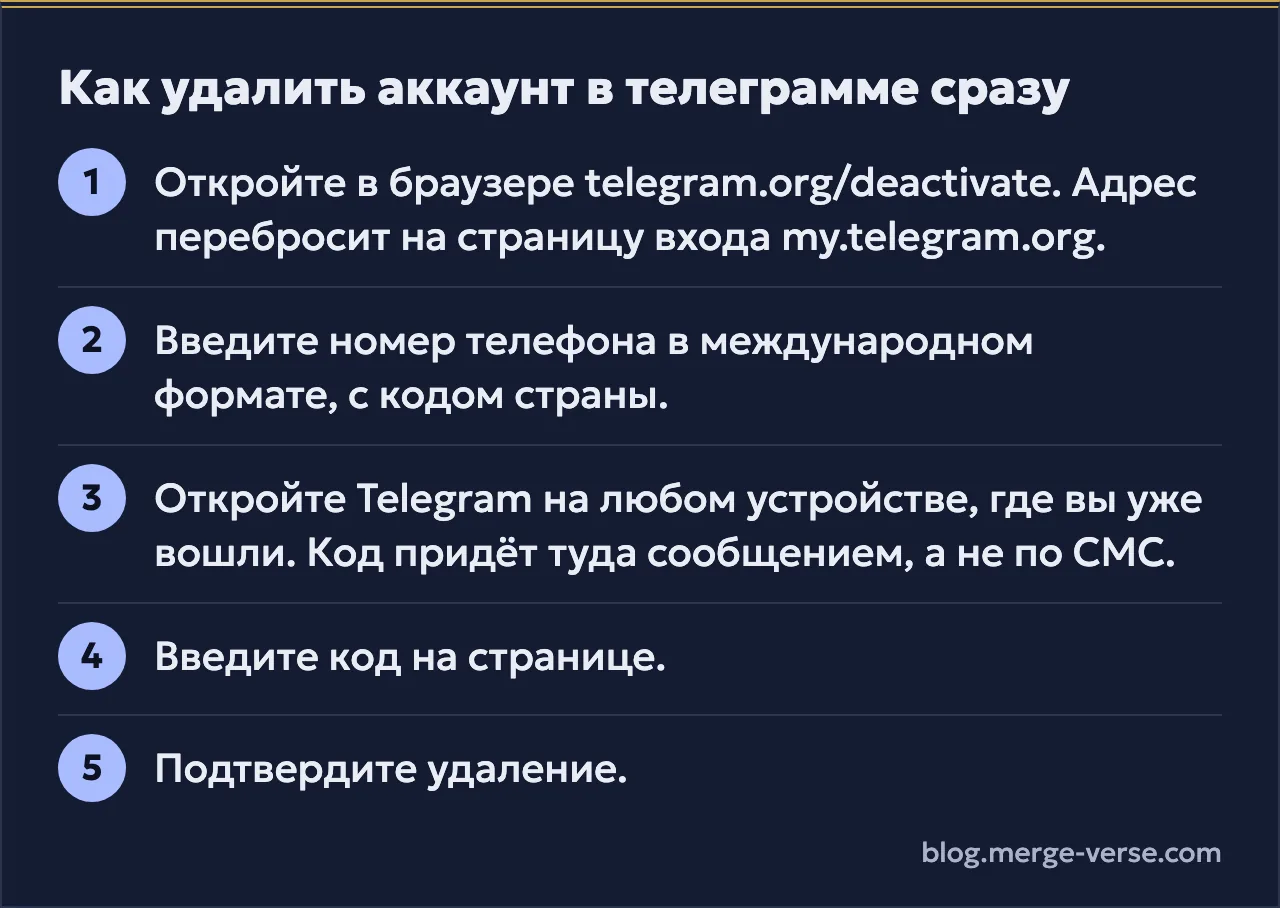 Как удалить аккаунт в телеграмме сразу
1
Откройте в браузере telegram.org/deactivate. Адрес
перебросит на страницу входа my.telegram.org.
2
Введите номер телефона в международном
формате, с кодом страны.
3
Откройте Telegram на любом устройстве, где вы уже
вошли. Код придёт туда сообщением, а не по СМС.
4
Введите код на странице.
5
Подтвердите удаление.
blog.merge-verse.com